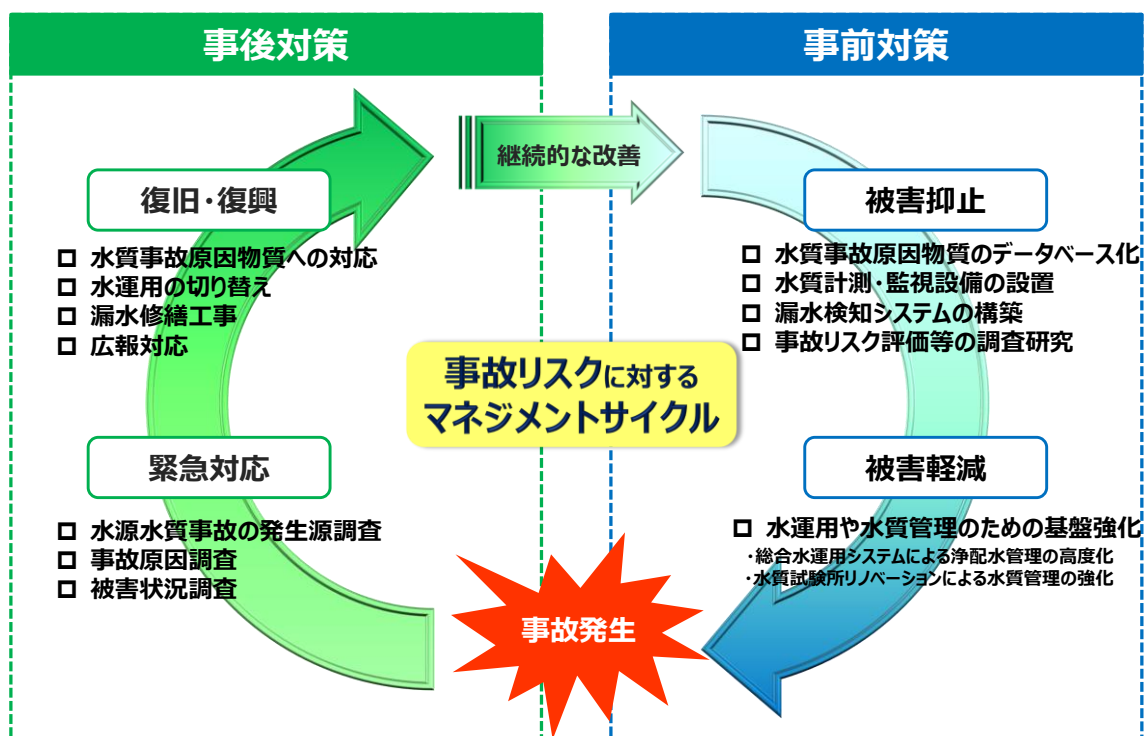 事後対策
事前対策
継続的な改善
復旧・復興
□ 水質事故原因物質への対応
□ 水運用の切り替え
□ 漏水修繕工事
□ 広報対応
被害抑止
□ 水質事故原因物質のデータベース化
□ 水質計測・監視設備の設置
□ 漏水検知システムの構築
□ 事故リスク評価等の調査研究
事故リスクに対する
マネジメントサイクル
緊急対応
□ 水源水質事故の発生源調査
□ 事故原因調査
□ 被害状況調査
被害軽減
□ 水運用や水質管理のための基盤強化
・総合水運用システムによる浄配水管理の高度化
・水質試験所リノベーションによる水質管理の強化
事故発生